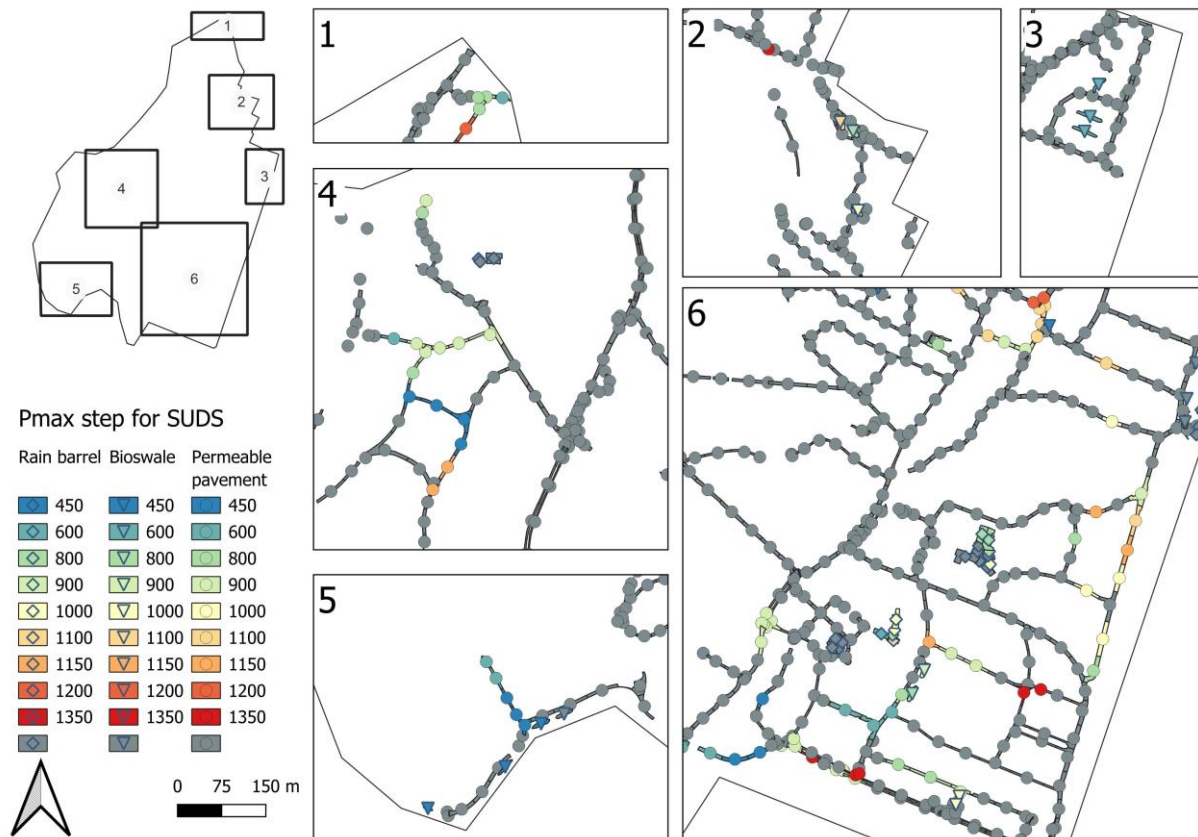 1
2
3
4
5
6
1
2
3
4
5
6
Pmax step for SUDS
Rain barrel Bioswale Permeable
pavement
450 450 450
600 600 600
800 800 800
900 900 900
1000 1000 1000
1100 1100 1100
1150 1150 1150
1200 1200 1200
1350 1350 1350
0 75 150 m